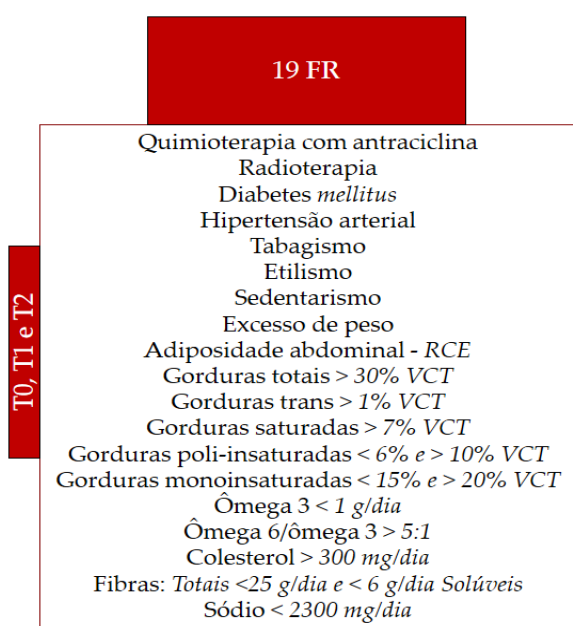 19 FR
Quimioterapia com antraciclina
Radioterapia
Diabetes mellitus
Hipertensão arterial
Tabagismo
Etilismo
Sedentarismo
Excesso de peso
Adiposidade abdominal - RCE
Gorduras totais > 30% VCT
Gorduras trans > 1% VCT
Gorduras saturadas > 7% VCT
Gorduras poli-insaturadas < 6% e > 10% VCT
Gorduras monoinsaturadas < 15% e > 20% VCT
Ômega 3 < 1 g/dia
Ômega 6/ômega 3 > 5:1
Colesterol > 300 mg/dia
Fibras: Totais <25 g/dia e < 6 g/dia Solúveis
Sódio < 2300 mg/dia
T0, T1 e T2